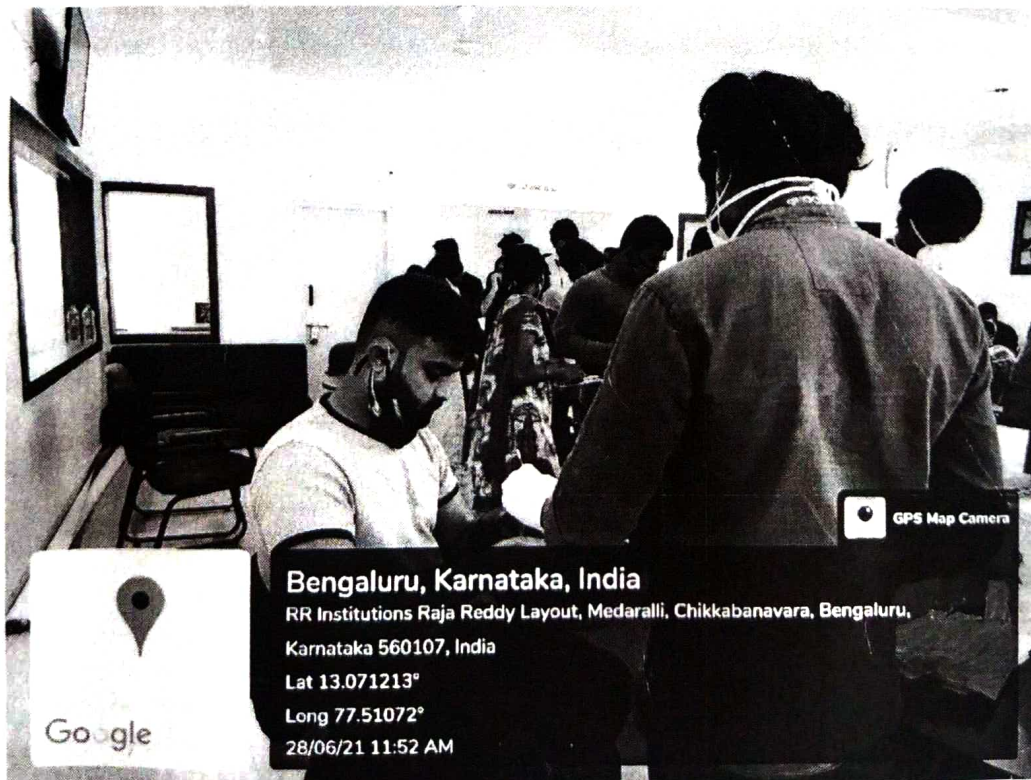 GPS Map Camera
Bengaluru, Karnataka, India
RR Institutions Raja Reddy Layout, Medaralli, Chikkabanavara, Bengaluru,
Karnataka 560107, India
Lat 13.071213°
Long 77.51072°
28/06/21 11:52 AM
Google